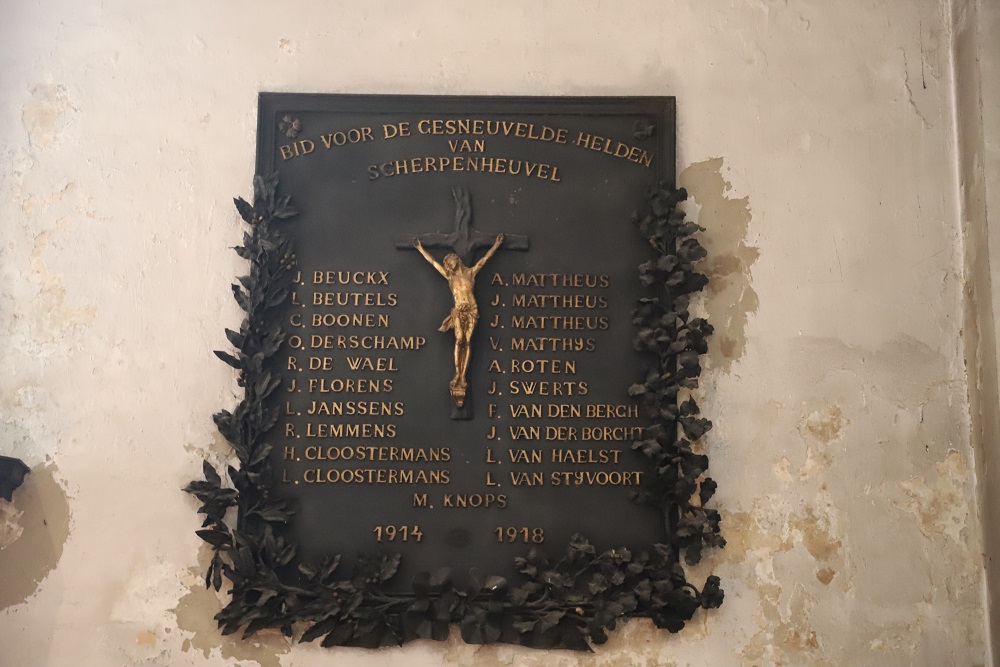 BID VOOR DE GESNEUVELDE HELDEN
VAN
SCHERPENHEUVEL
J. BEUCKX
L. BEUTELS
C. BOONEN
O. DERSCHAMP
R. DE WAEL
J. FLORENS
L. JANSSENS
R. LEMMENS
H. CLOOSTERMANS
L. CLOOSTERMANS
A. MATTHEUS
J. MATTHEUS
J. MATTHEUS
V. MATTHYS
A. ROTEN
J. SWERTS
F. VAN DEN BERGH
J. VAN DER BORCHT
L. VAN HAELST
L. VAN STYVOORT
M. KNOPS
1914 1918